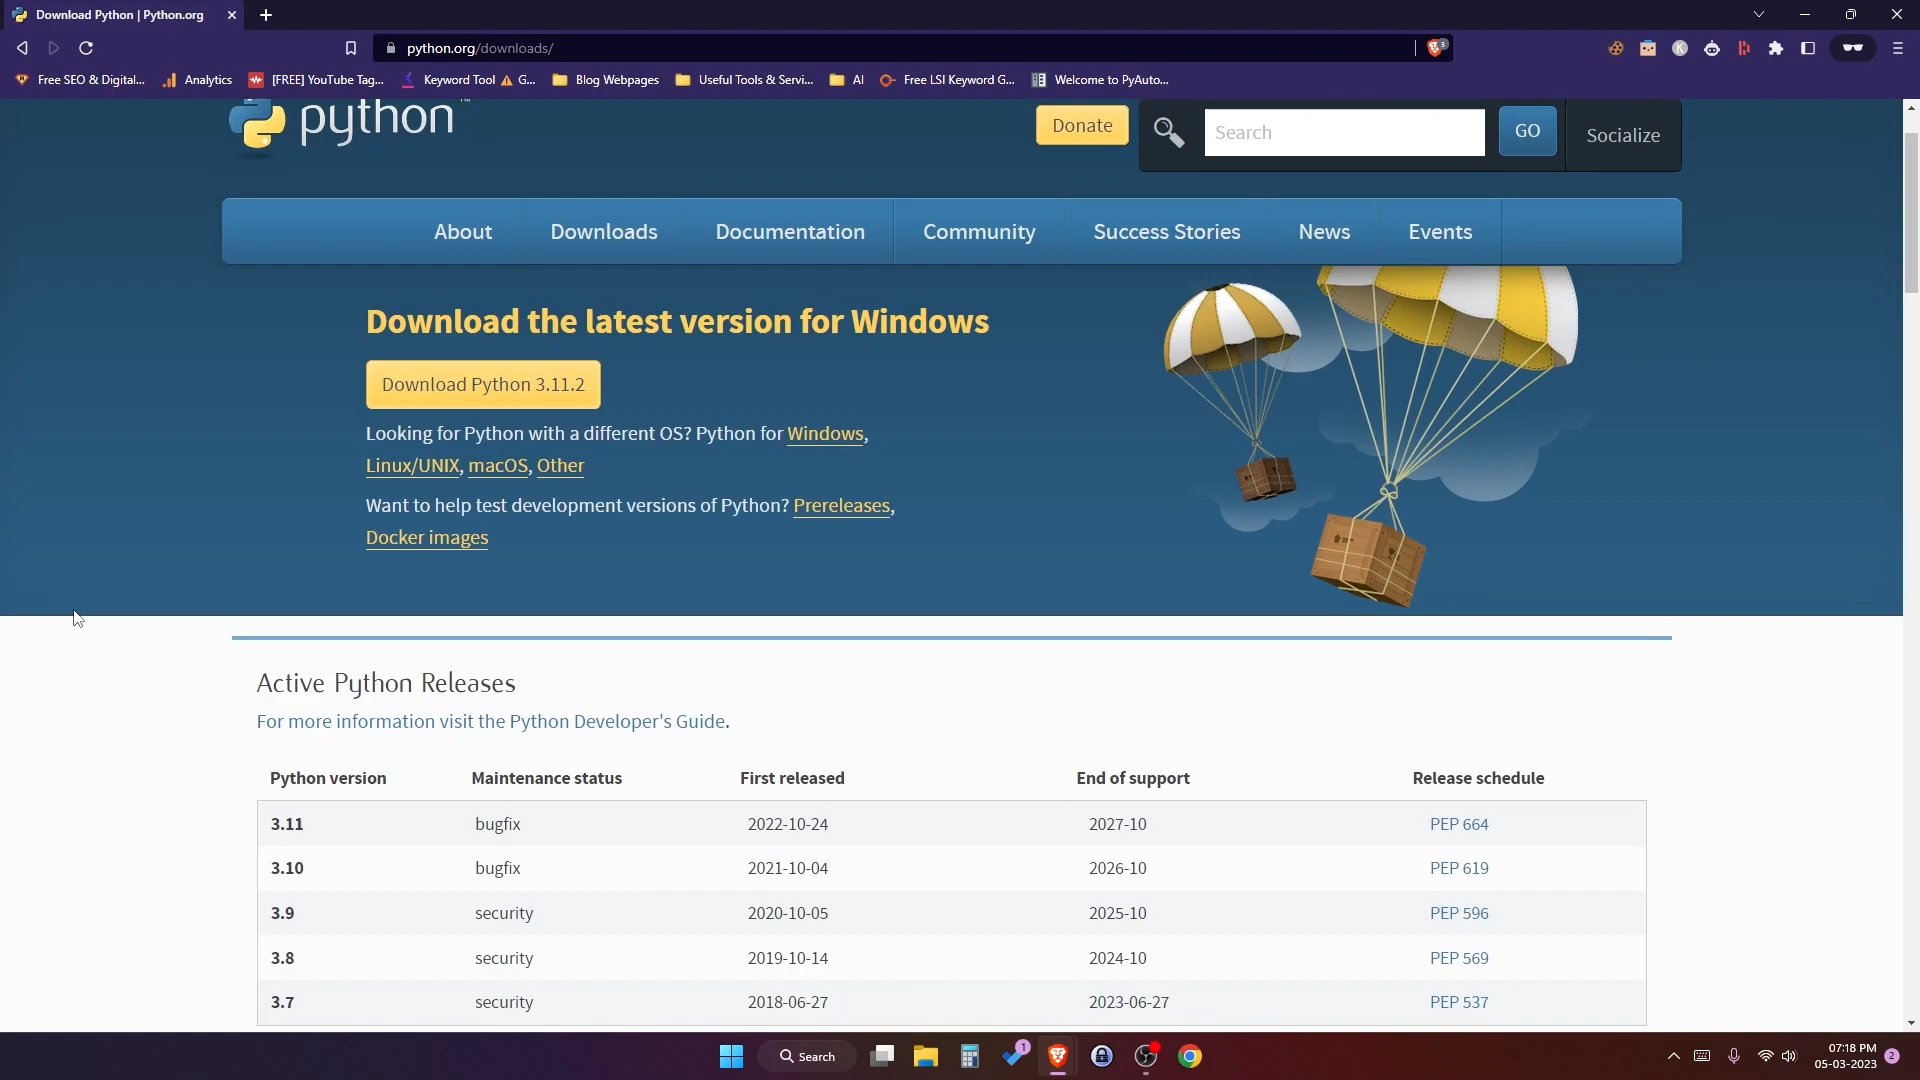 Download Python | Python.org
python.org/downloads/
3
Free SEO & Digital...
Analytics
[FREE] YouTube Tag...
Keyword Tool ⚠ G...
Blog Webpages
Useful Tools & Servi...
AI
Free LSI Keyword G...
Welcome to PyAuto...
python™
Donate
Search
GO
Socialize
About
Downloads
Documentation
Community
Success Stories
News
Events
Download the latest version for Windows
Download Python 3.11.2
Looking for Python with a different OS? Python for Windows,
Linux/UNIX, macOS, Other
Want to help test development versions of Python? Prereleases,
Docker images
Active Python Releases
For more information visit the Python Developer's Guide.
Python version Maintenance status First released End of support Release schedule
3.11 bugfix 2022-10-24 2027-10 PEP 664
3.10 bugfix 2021-10-04 2026-10 PEP 619
3.9 security 2020-10-05 2025-10 PEP 596
3.8 security 2019-10-14 2024-10 PEP 569
3.7 security 2018-06-27 2023-06-27 PEP 537
Search
1
07:18 PM
05-03-2023
2